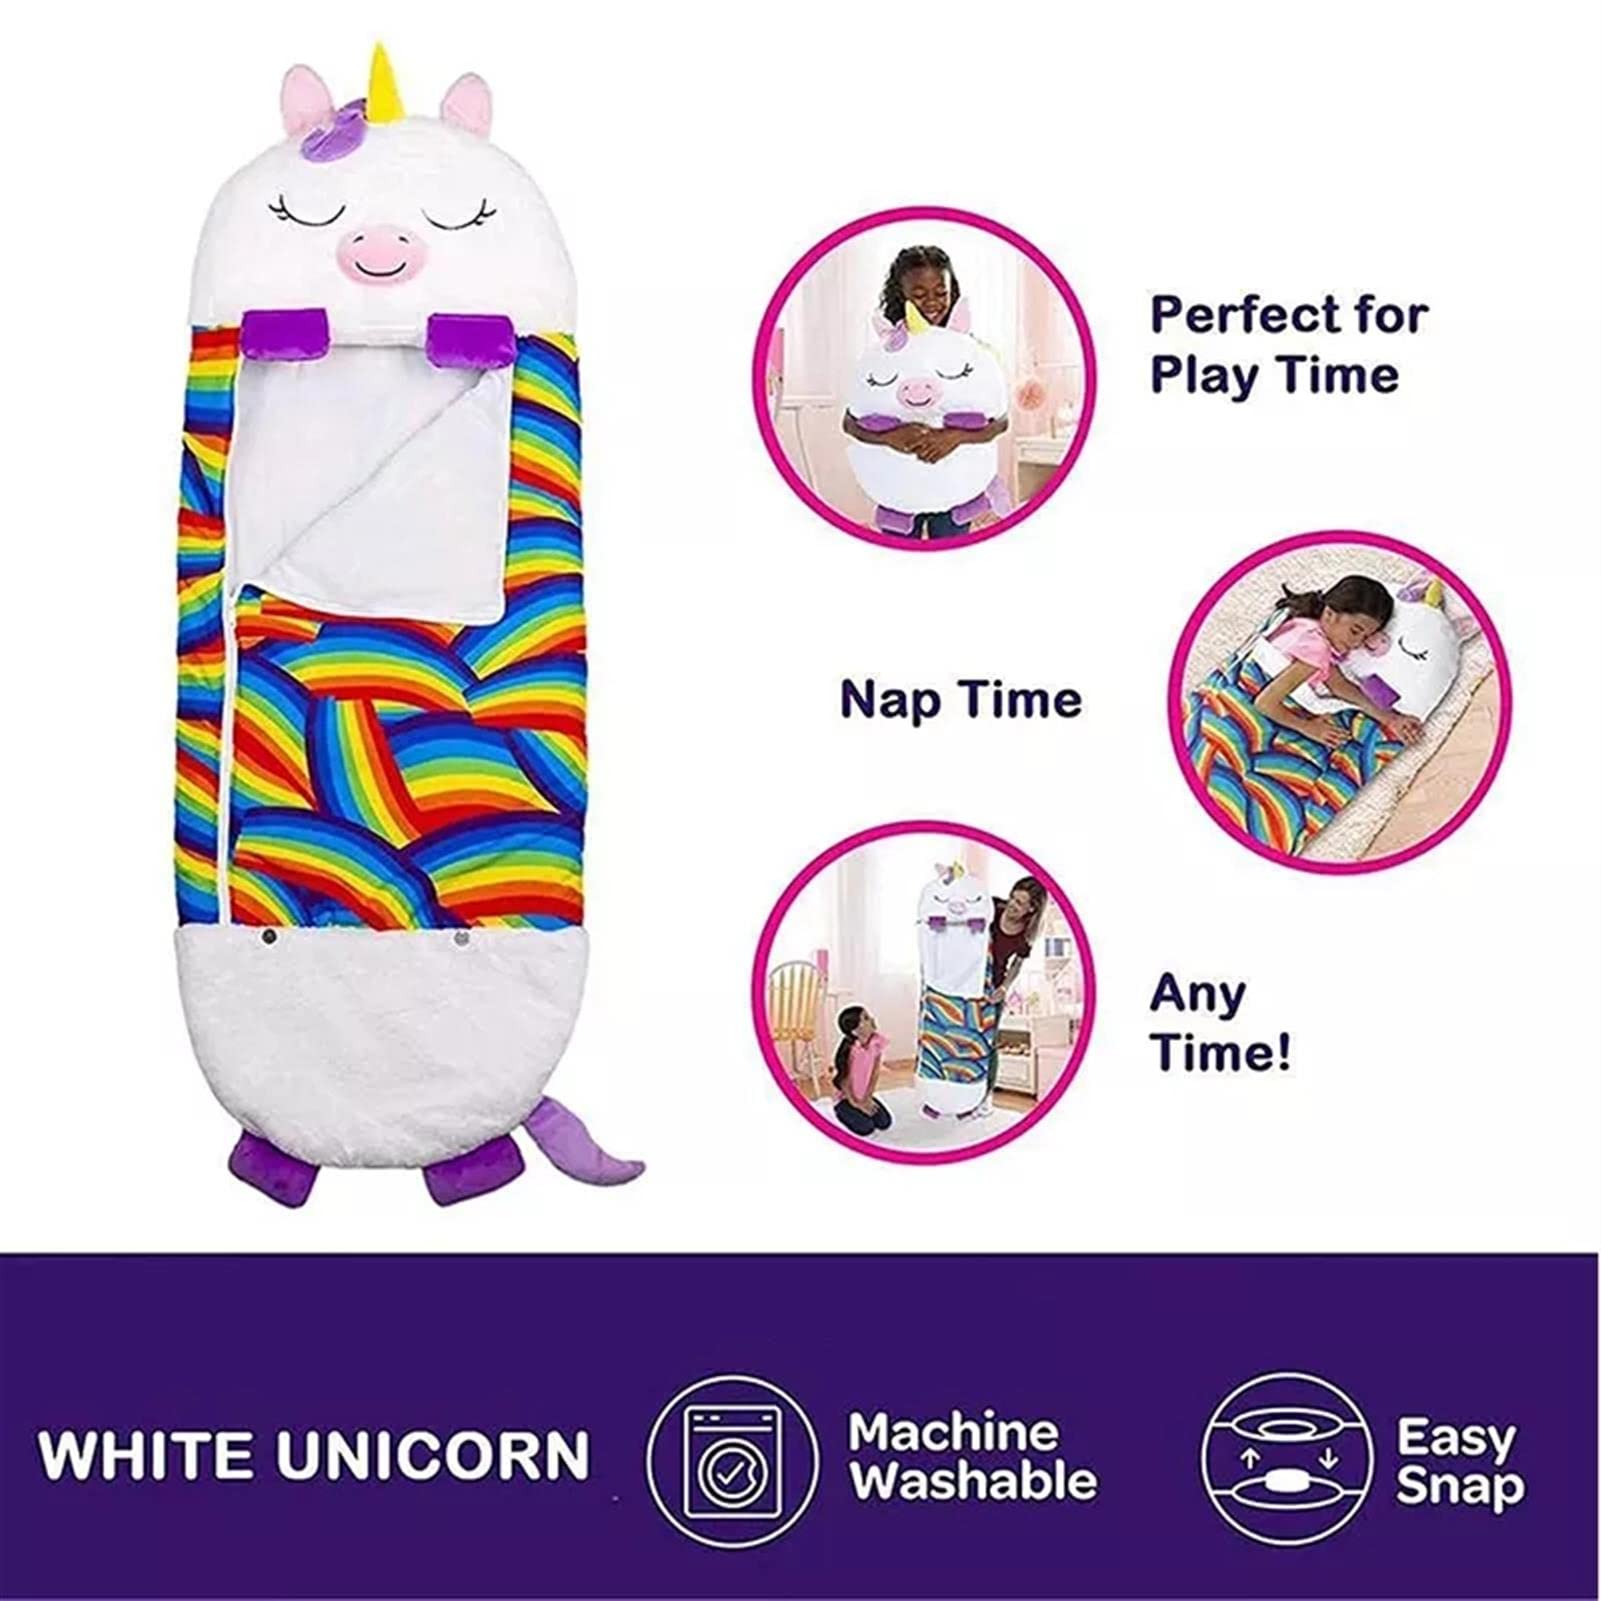 Perfect for
Play Time
Nap Time
Any
Time!
WHITE UNICORN
Machine
Washable
Easy
Snap